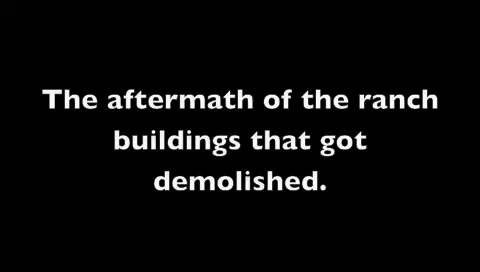 The aftermath of the ranch
buildings that got
demolished.